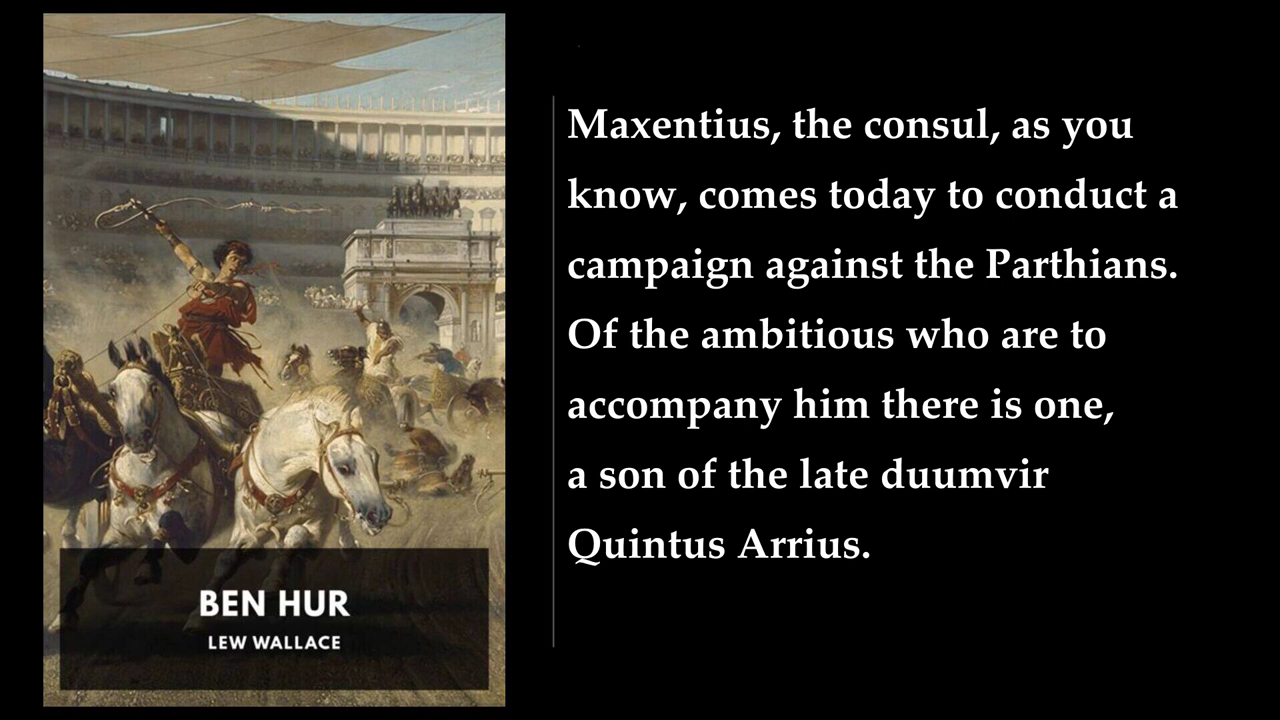 BEN HUR
LEW WALLACE
Maxentius, the consul, as you
know, comes today to conduct a
campaign against the Parthians.
Of the ambitious who are to
accompany him there is one,
a son of the late duumvir
Quintus Arrius.